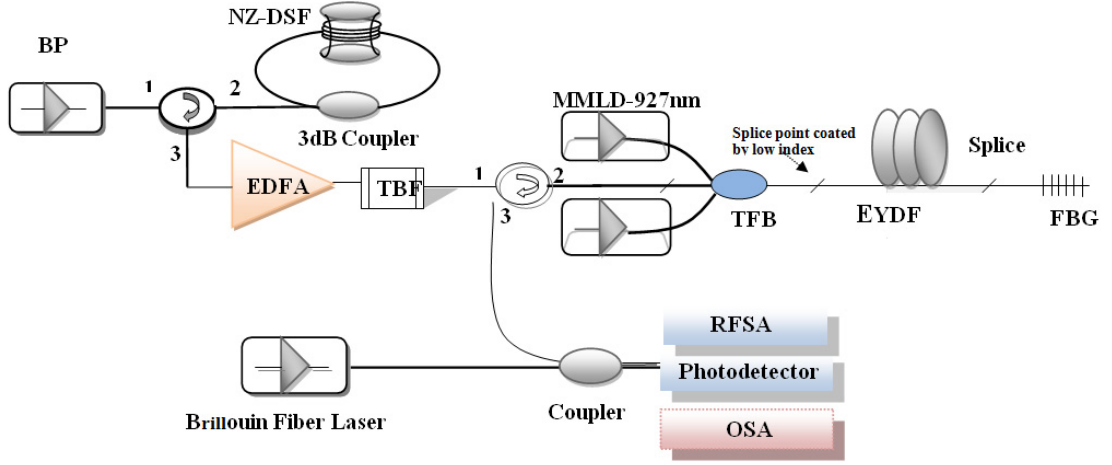 NZ-DSF
BP
1
2
3
3dB Coupler
MMLD-927nm
EDFA
TBF
1
2
3
TFB
Splice point coated
by low index
EYDF
Splice
FBG
Brillouin Fiber Laser
Coupler
RFSA
Photodetector
OSA